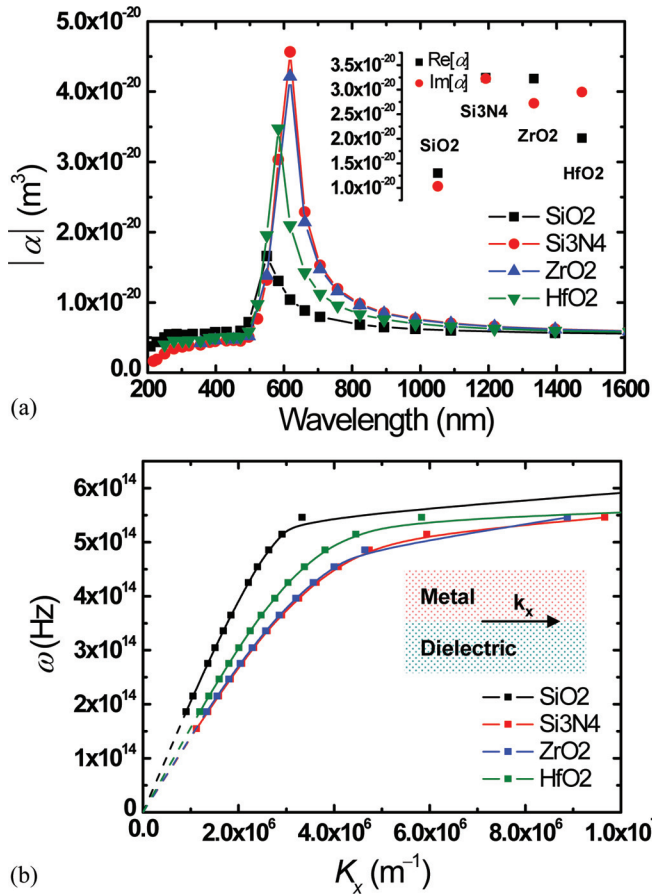 5.0x10⁻²⁰
4.0x10⁻²⁰
3.0x10⁻²⁰
2.0x10⁻²⁰
1.0x10⁻²⁰
0.0
|α| (m³)
3.5x10⁻²⁰
3.0x10⁻²⁰
2.5x10⁻²⁰
2.0x10⁻²⁰
1.5x10⁻²⁰
1.0x10⁻²⁰
Re[α]
Im[α]
SiO2
Si3N4
ZrO2
HfO2
SiO2
Si3N4
ZrO2
HfO2
200 400 600 800 1000 1200 1400 1600
Wavelength (nm)
(a)
6x10¹⁴
5x10¹⁴
4x10¹⁴
3x10¹⁴
2x10¹⁴
1x10¹⁴
0
ω (Hz)
Metal
kₓ
Dielectric
SiO2
Si3N4
ZrO2
HfO2
0.0 2.0x10⁶ 4.0x10⁶ 6.0x10⁶ 8.0x10⁶ 1.0x10⁷
Kₓ (m⁻¹)
(b)